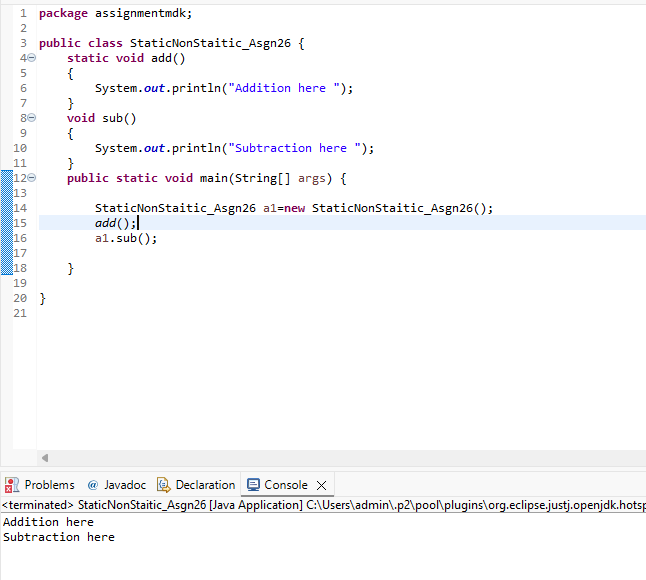 1 package assignmentmdk;
2
3 public class StaticNonStaitic_Asgn26 {
4 static void add()
5 {
6 System.out.println("Addition here ");
7 }
8 void sub()
9 {
10 System.out.println("Subtraction here ");
11 }
12 public static void main(String[] args) {
13
14 StaticNonStaitic_Asgn26 a1=new StaticNonStaitic_Asgn26();
15 add();
16 a1.sub();
17
18 }
19
20 }
21
Problems @ Javadoc Declaration Console
<terminated> StaticNonStaitic_Asgn26 [Java Application] C:\Users\admin\.p2\pool\plugins\org.eclipse.justj.openjdk.hotsp
Addition here
Subtraction here